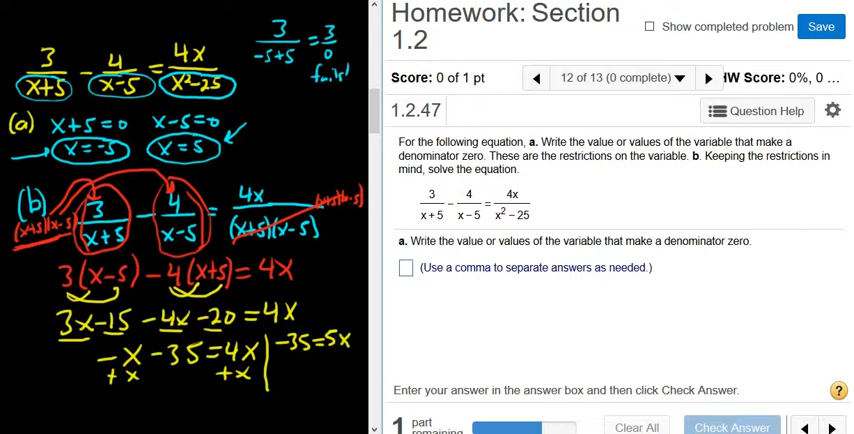 3/(x+5) - 4/(x-5) = 4x/(x²-25)
3/(-5+5) = 3/0
fails!
(a) x+5=0 x-5=0
x=-5 x=5
(b) (x+5)(x-5) 3/(x+5) - 4/(x-5) = 4x/((x+5)(x-5)) (x+5)(x-5)
3(x-5) - 4(x+5) = 4x
3x-15 -4x-20 = 4x
-x -35 = 4x
+x +x
-35=5x
Homework: Section 1.2
Show completed problem
Save
Score: 0 of 1 pt
12 of 13 (0 complete)
HW Score: 0%, 0 ...
1.2.47
Question Help
For the following equation, a. Write the value or values of the variable that make a
denominator zero. These are the restrictions on the variable. b. Keeping the restrictions in
mind, solve the equation.
3/(x+5) - 4/(x-5) = 4x/(x²-25)
a. Write the value or values of the variable that make a denominator zero.
(Use a comma to separate answers as needed.)
Enter your answer in the answer box and then click Check Answer.
?
1 part
remaining
Clear All
Check Answer